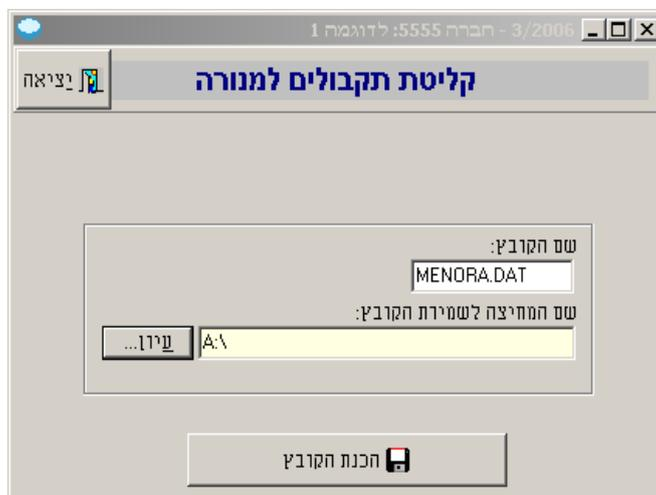 3/2006 - חברה 5555: לדוגמה 1
יציאה
קליטת תקבולים למנורה
שם הקובץ:
MENORA.DAT
שם המחיצה לשמירת הקובץ:
A:\
עיון...
הכנת הקובץ